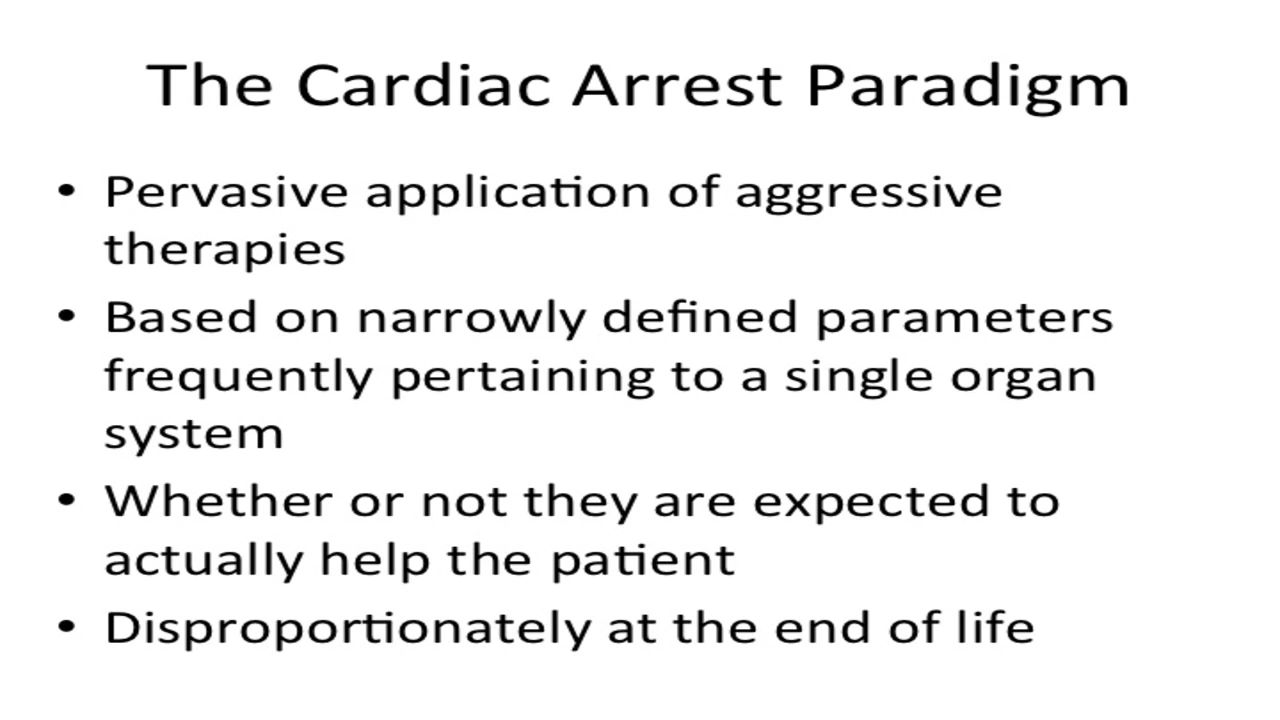 The Cardiac Arrest Paradigm
• Pervasive application of aggressive
therapies
• Based on narrowly defined parameters
frequently pertaining to a single organ
system
• Whether or not they are expected to
actually help the patient
• Disproportionately at the end of life